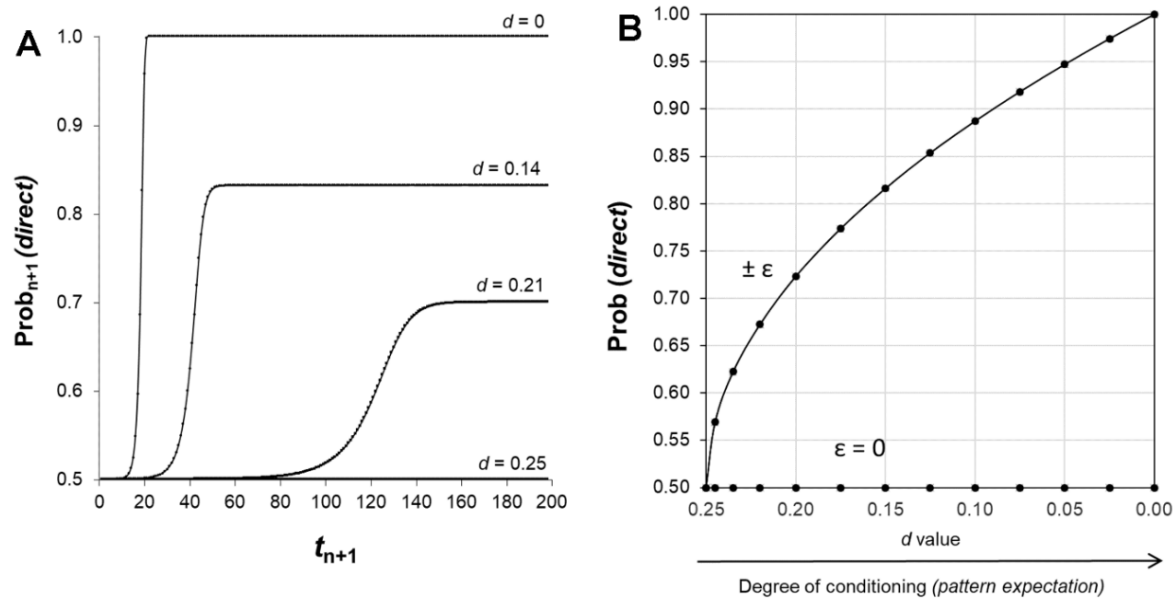 A
d = 0
d = 0.14
d = 0.21
d = 0.25
1.0
0.9
0.8
0.7
0.6
0.5
Probn+1 (direct)
0 20 40 60 80 100 120 140 160 180 200
tn+1
B
1.00
0.95
0.90
0.85
0.80
0.75
0.70
0.65
0.60
0.55
0.50
Prob (direct)
± ε
ε = 0
0.25 0.20 0.15 0.10 0.05 0.00
d value
Degree of conditioning (pattern expectation)